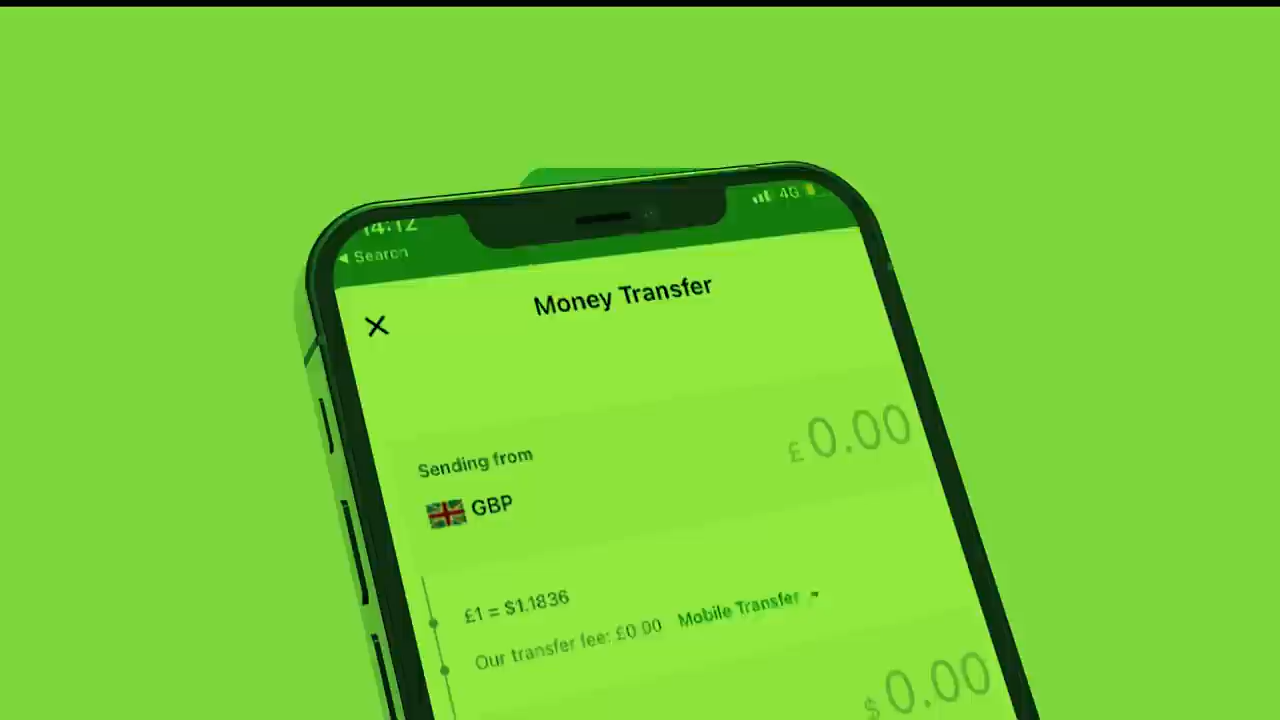 14:12
4G
Search
Money Transfer
Sending from
£0.00
GBP
£1 = $1.1836
Our transfer fee: £0.00 Mobile Transfer
$0.00